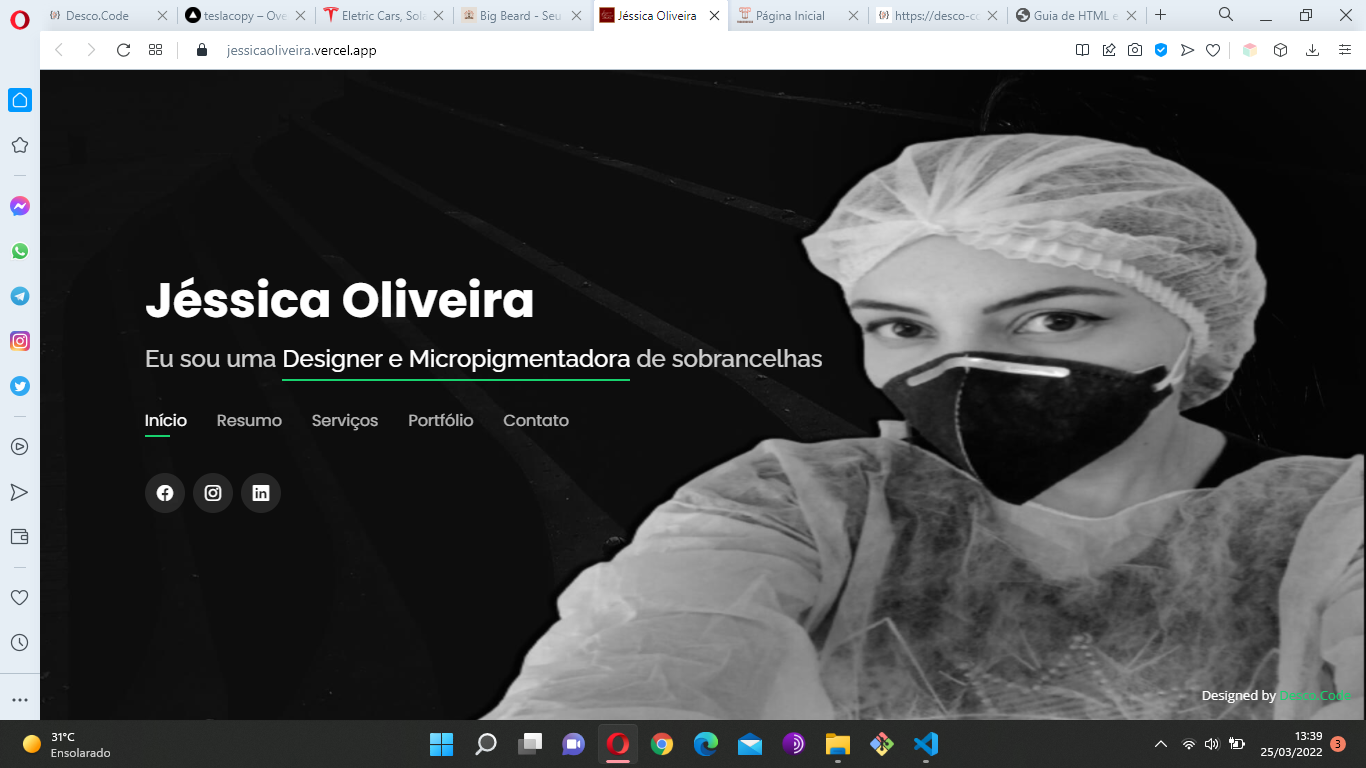 Desco.Code
teslacopy – Ove
Eletric Cars, Sola
Big Beard - Seu
Jéssica Oliveira
Página Inicial
https://desco-co
Guia de HTML e
jessicaoliveira.vercel.app
Jéssica Oliveira
Eu sou uma Designer e Micropigmentadora de sobrancelhas
Início Resumo Serviços Portfólio Contato
Designed by Desco.Code
31°C
Ensolarado
13:39
25/03/2022
3